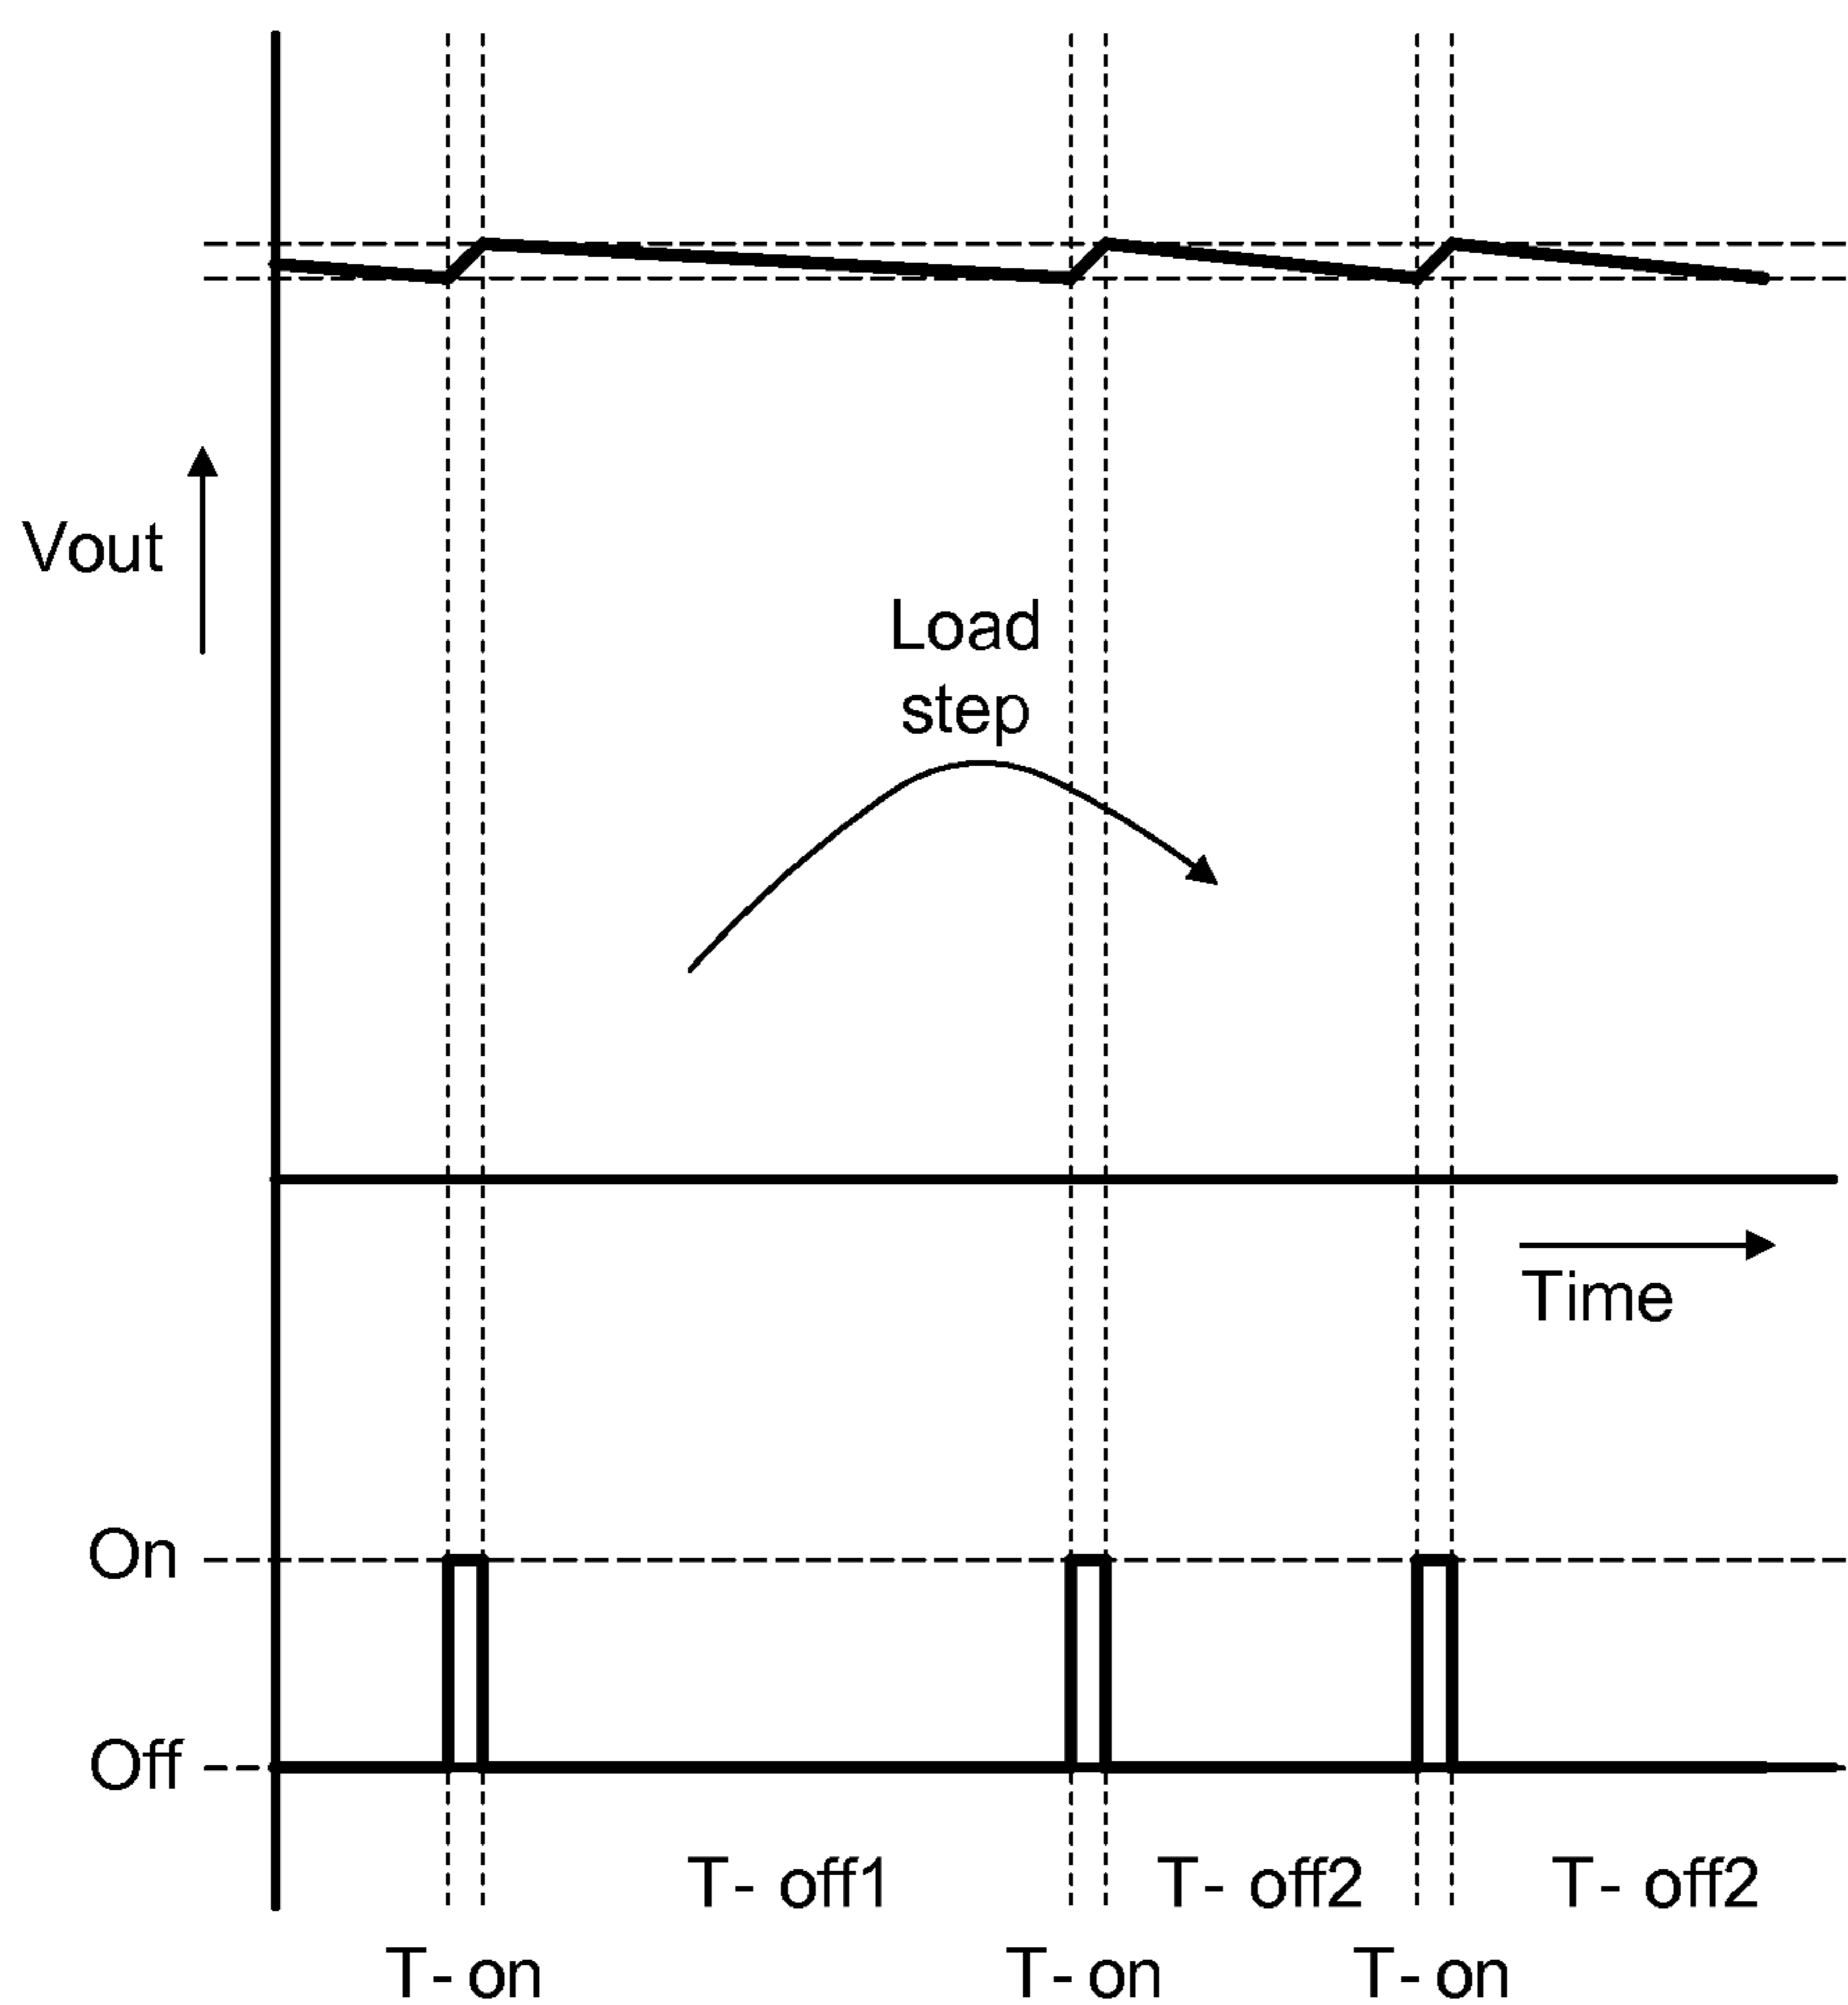 Vout
Load
step
Time
On
Off
T- off1
T- off2
T- off2
T- on
T- on
T- on